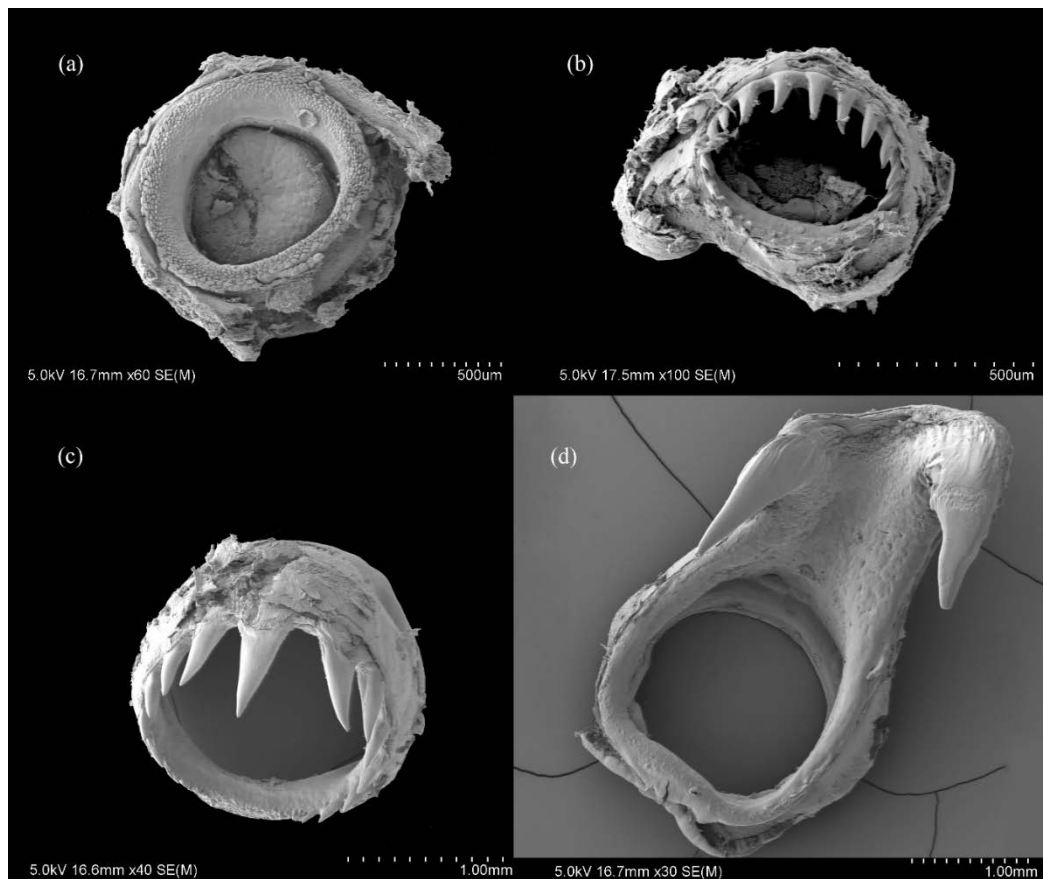 (a)
(b)
5.0kV 16.7mm x60 SE(M)
500um
5.0kV 17.5mm x100 SE(M)
500um
(c)
(d)
5.0kV 16.6mm x40 SE(M)
1.00mm
5.0kV 16.7mm x30 SE(M)
1.00mm